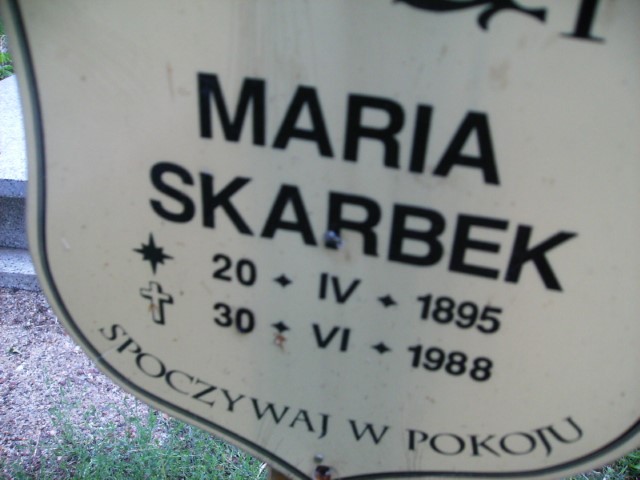 MARIA
SKARBEK
20 ✦ IV ✦ 1895
30 ✦ VI ✦ 1988
SPOCZYWAJ W POKOJU